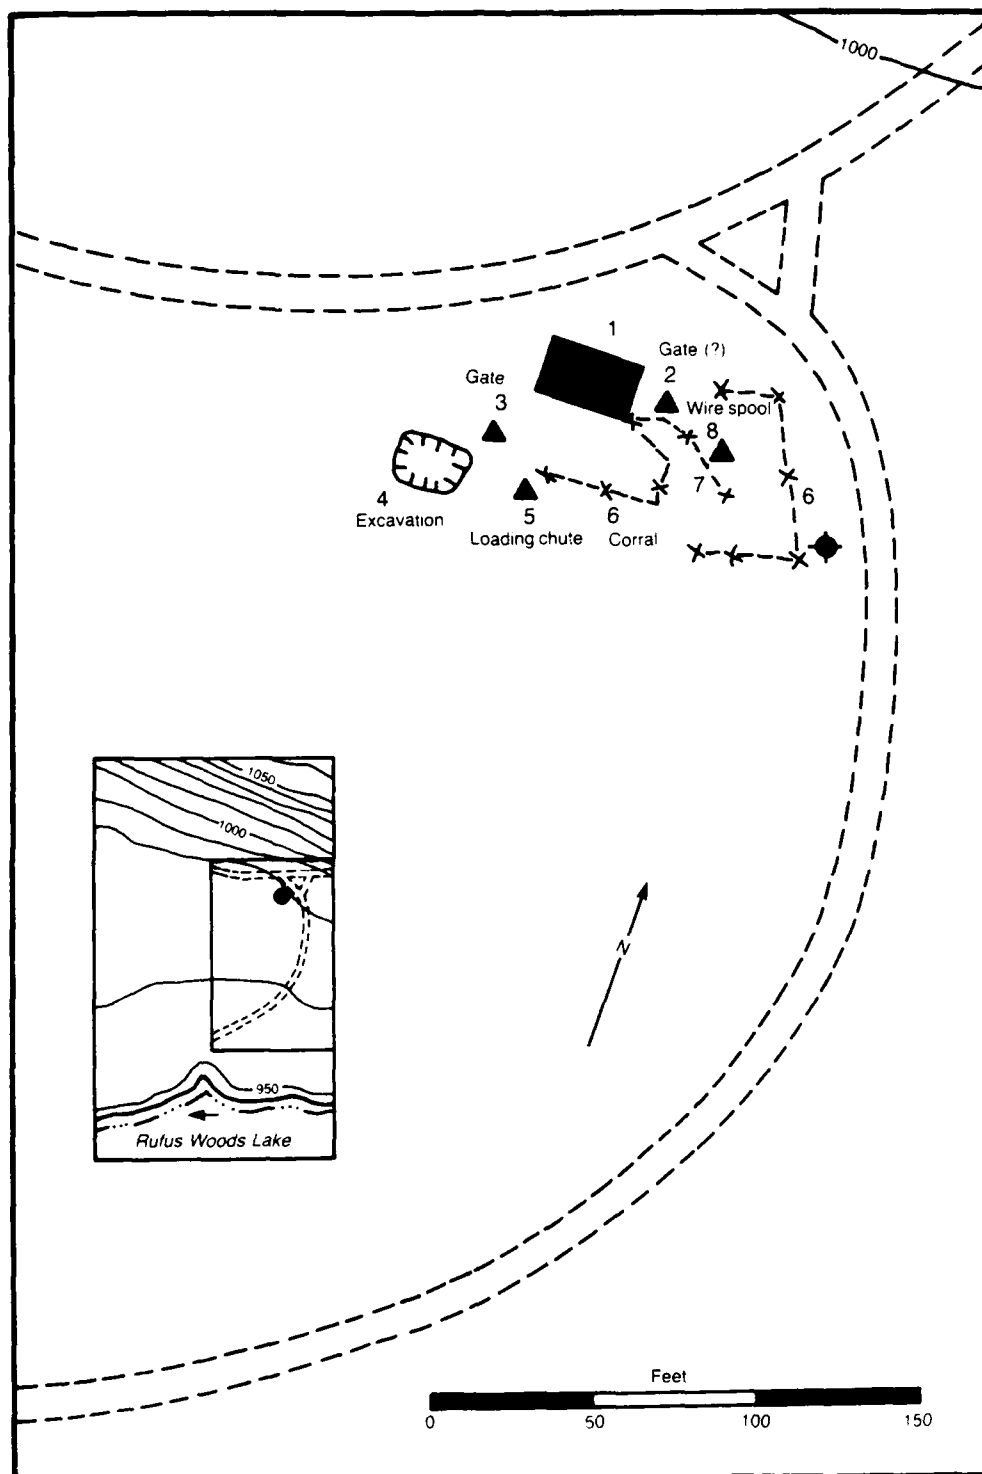 1000
1
Gate (?)
2
Gate
3
Wire spool
8
4
Excavation
5
Loading chute
6
Corral
7
6
1050
1000
950
Rufus Woods Lake
N
Feet
0 50 100 150